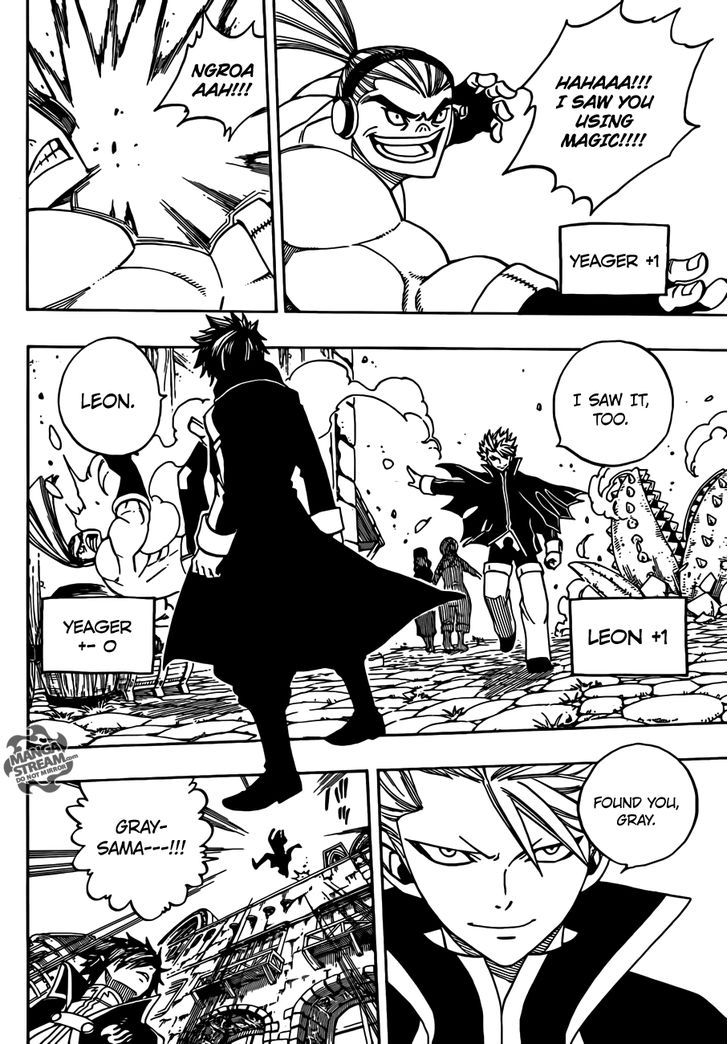 HAHAAA!!!
I SAW YOU
USING
MAGIC!!!!
YEAGER +1
NGROA
AAH!!!
I SAW IT,
TOO.
LEON.
LEON +1
YEAGER
+- 0
FOUND YOU,
GRAY.
GRAY-
SAMA---!!!
MANGA
STREAM.com
DO NOT MIRROR